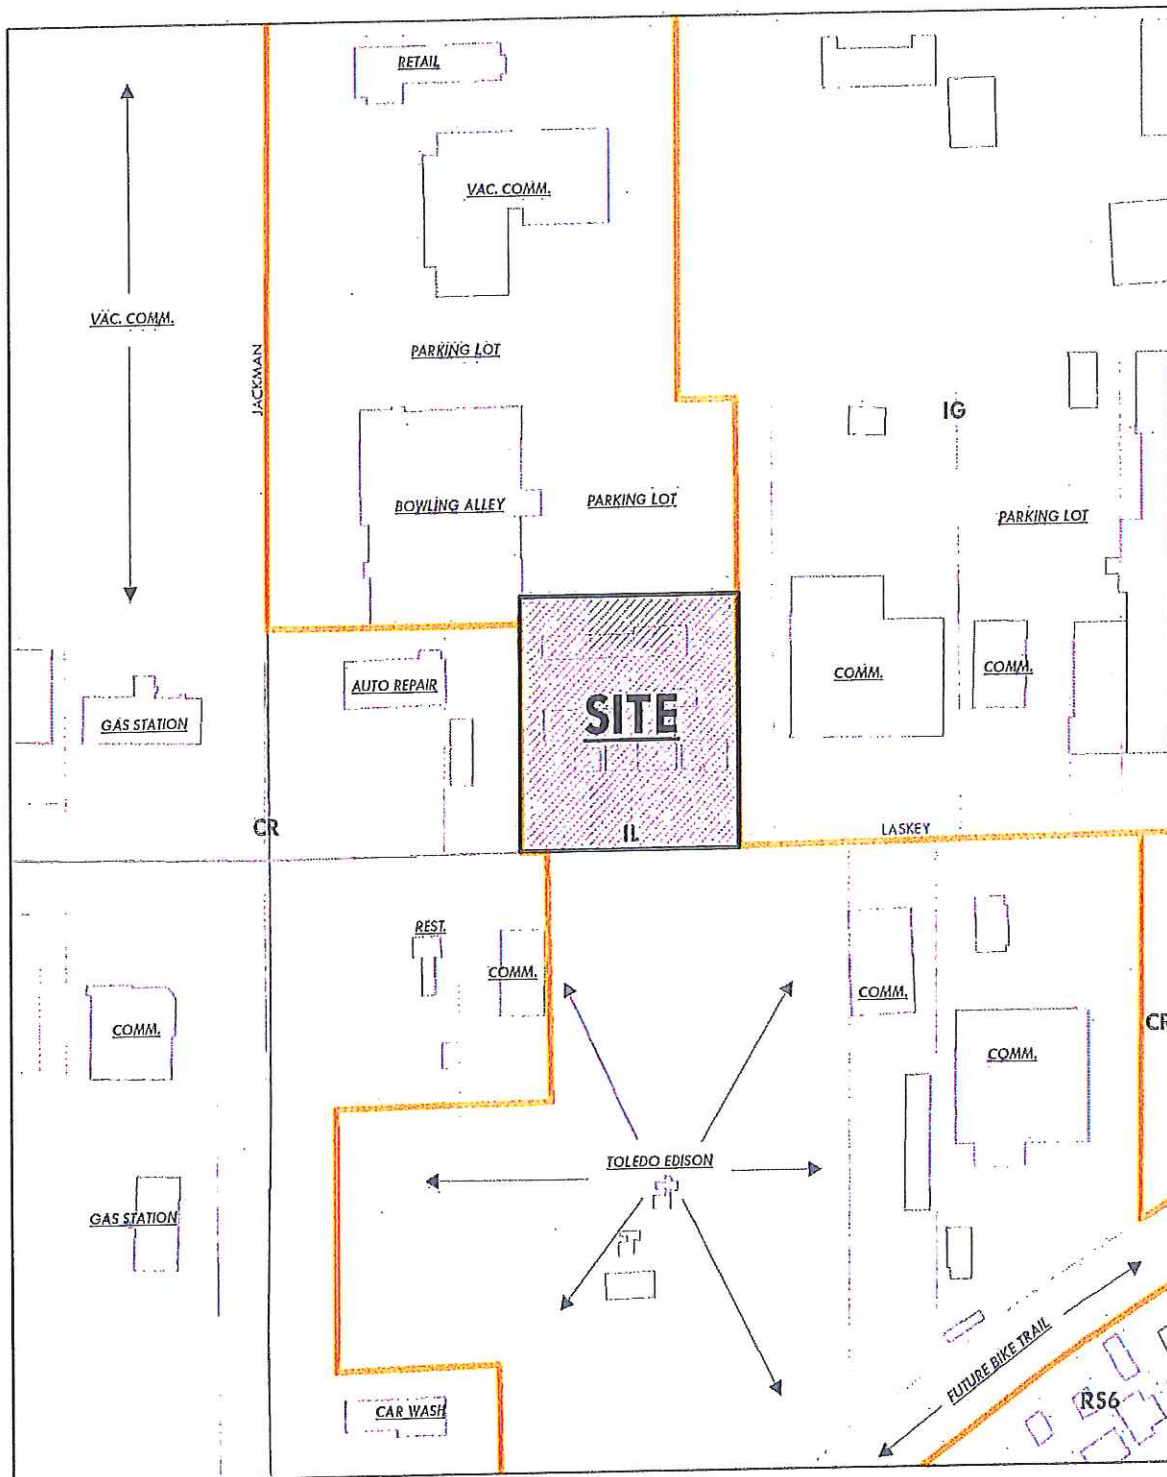 RETAIL
VAC. COMM.
VAC. COMM.
JACKMAN
PARKING LOT
IG
BOWLING ALLEY
PARKING LOT
PARKING LOT
AUTO REPAIR
COMM.
COMM.
SITE
GAS STATION
CR
IL
LASKEY
REST.
COMM.
COMM.
COMM.
CR
COMM.
TOLEDO EDISON
GAS STATION
FUTURE BIKE TRAIL
RS6
CAR WASH